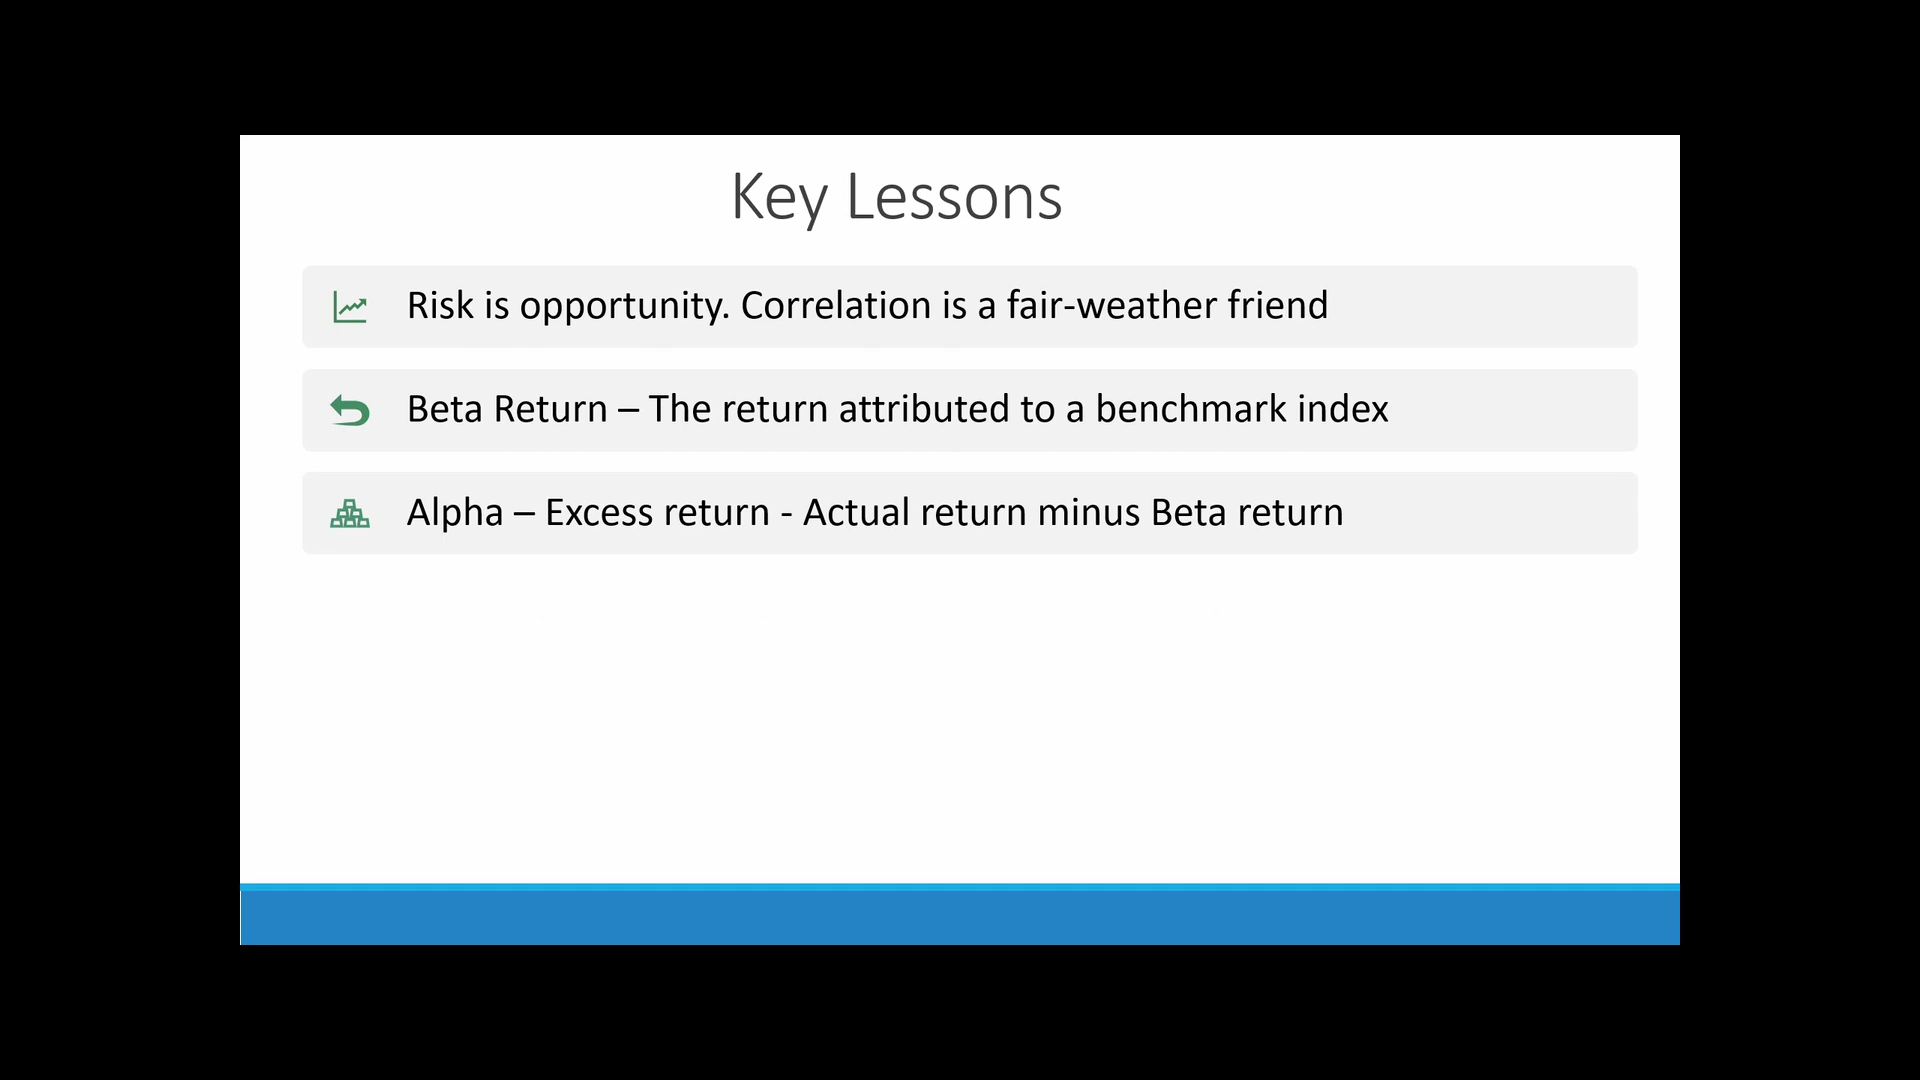 Key Lessons
Risk is opportunity. Correlation is a fair-weather friend
Beta Return – The return attributed to a benchmark index
Alpha – Excess return - Actual return minus Beta return